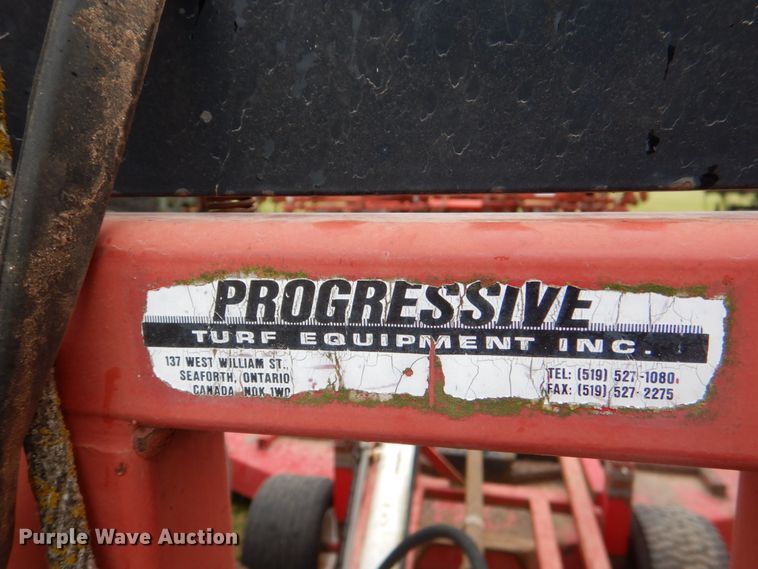 PROGRESSIVE
TURF EQUIPMENT INC.
137 WEST WILLIAM ST.,
SEAFORTH, ONTARIO
CANADA N0K 1W0
TEL: (519) 527-1080
FAX: (519) 527-2275
Purple Wave Auction